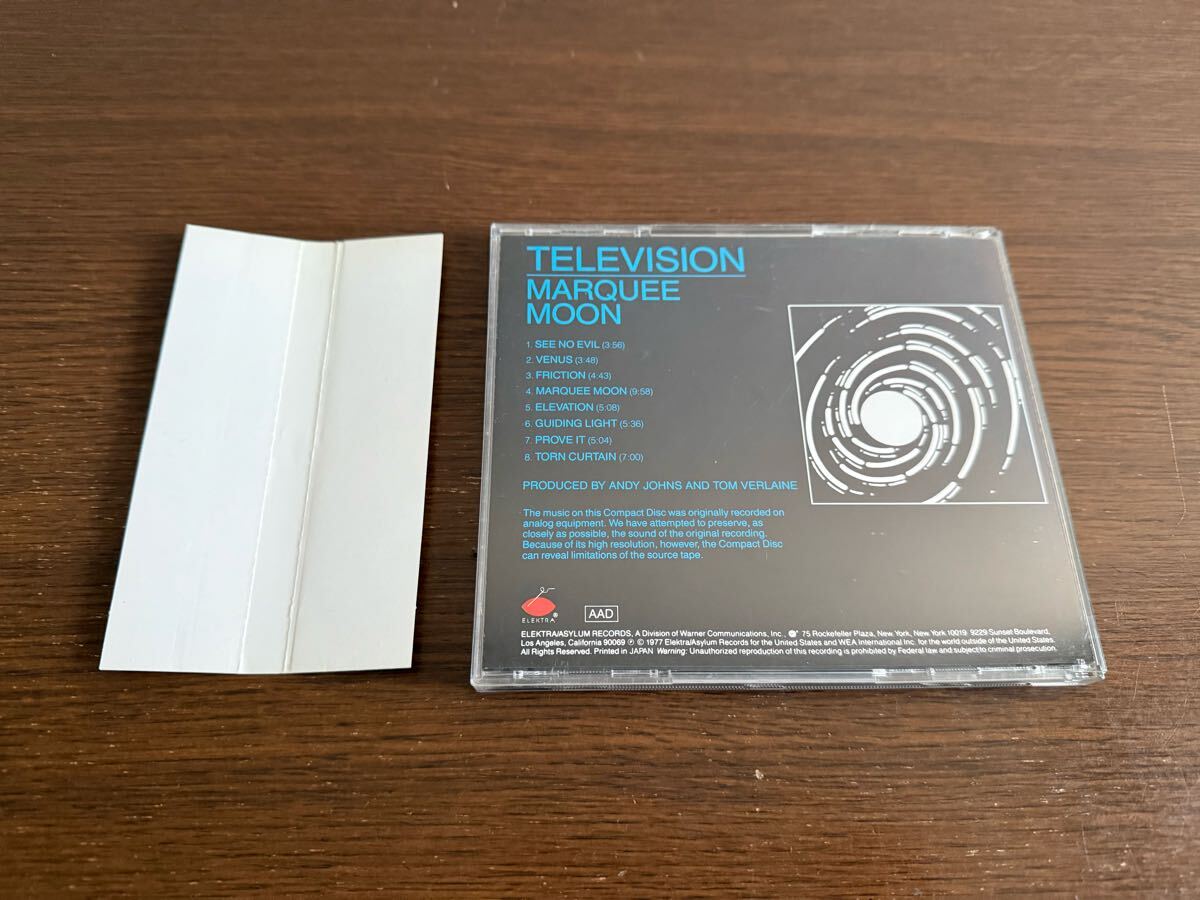 TELEVISION
MARQUEE
MOON
1. SEE NO EVIL (3:56)
2. VENUS (3:48)
3. FRICTION (4:43)
4. MARQUEE MOON (9:58)
5. ELEVATION (5:08)
6. GUIDING LIGHT (5:36)
7. PROVE IT (5:04)
8. TORN CURTAIN (7:00)
PRODUCED BY ANDY JOHNS AND TOM VERLAINE
The music on this Compact Disc was originally recorded on
analog equipment. We have attempted to preserve, as
closely as possible, the sound of the original recording.
Because of its high resolution, however, the Compact Disc
can reveal limitations of the source tape.
ELEKTRA®
AAD
ELEKTRA/ASYLUM RECORDS, A Division of Warner Communications, Inc., 75 Rockefeller Plaza, New York, New York 10019 9229 Sunset Boulevard,
Los Angeles, California 90069 ℗ © 1977 Elektra/Asylum Records for the United States and WEA International Inc. for the world outside of the United States.
All Rights Reserved. Printed in JAPAN Warning: Unauthorized reproduction of this recording is prohibited by Federal law and subject to criminal prosecution.